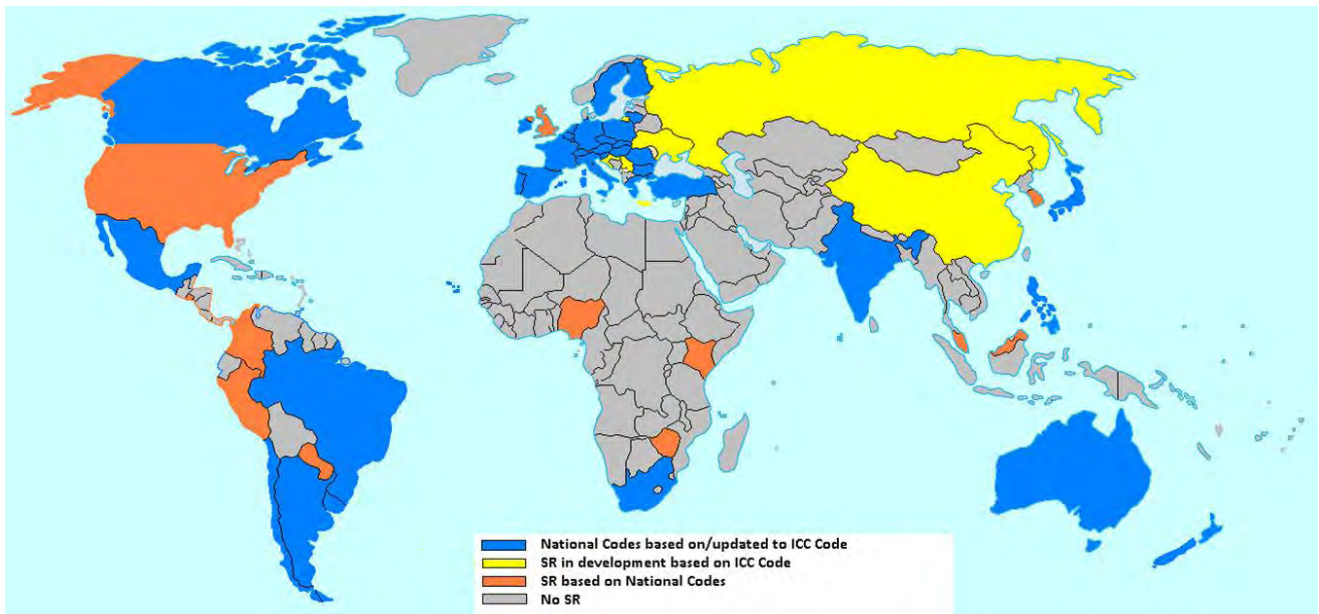 National Codes based on/updated to ICC Code
SR in development based on ICC Code
SR based on National Codes
No SR